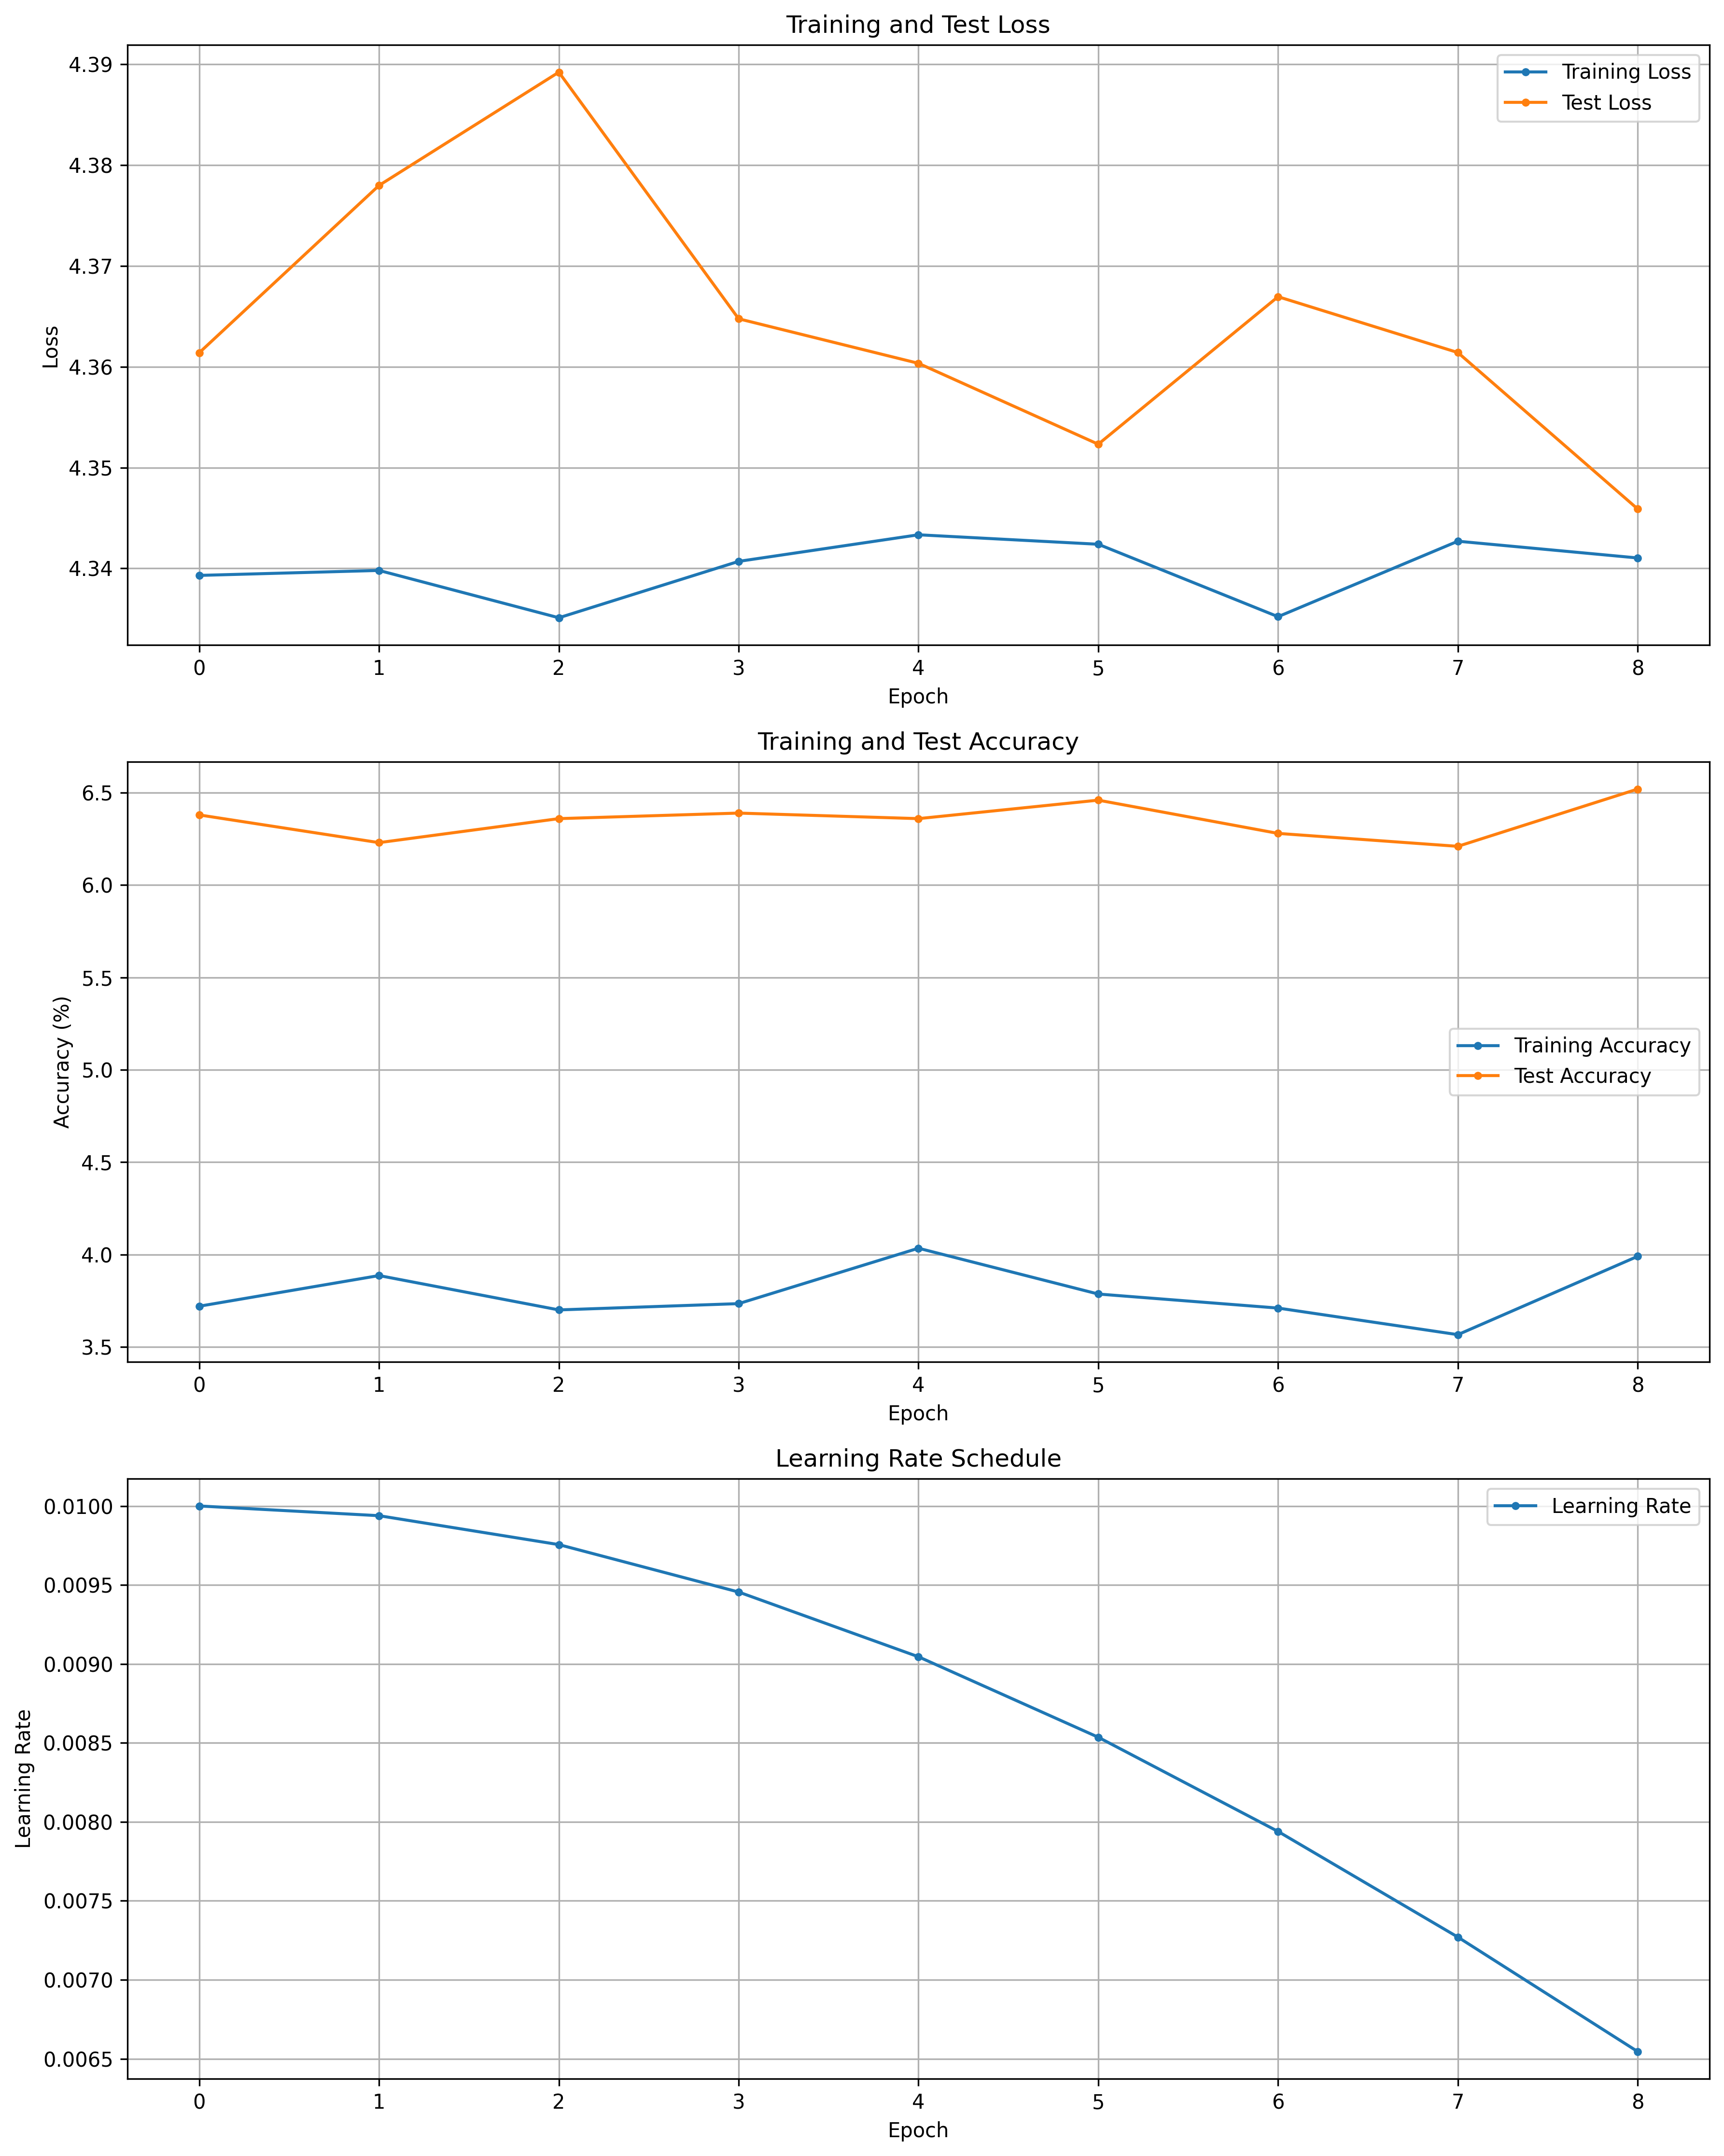 Training and Test Loss
4.39
4.38
4.37
4.36
4.35
4.34
Loss
Training Loss
Test Loss
0 1 2 3 4 5 6 7 8
Epoch
Training and Test Accuracy
6.5
6.0
5.5
5.0
4.5
4.0
3.5
Accuracy (%)
Training Accuracy
Test Accuracy
0 1 2 3 4 5 6 7 8
Epoch
Learning Rate Schedule
0.0100
0.0095
0.0090
0.0085
0.0080
0.0075
0.0070
0.0065
Learning Rate
Learning Rate
0 1 2 3 4 5 6 7 8
Epoch